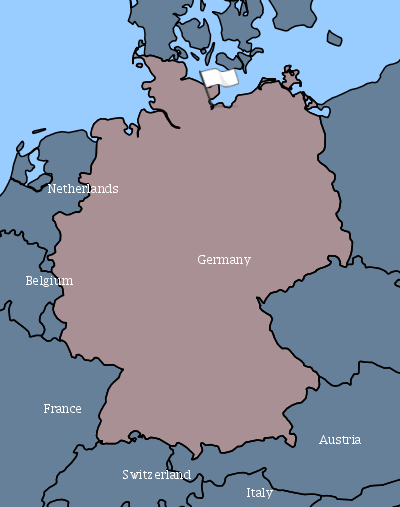 Netherlands
Germany
Belgium
France
Austria
Switzerland
Italy